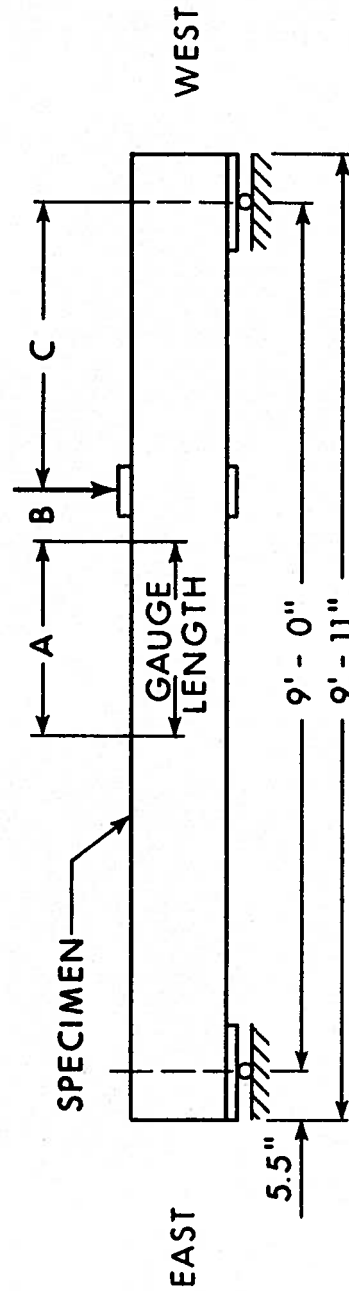 EAST
WEST
SPECIMEN
A
B
C
GAUGE
LENGTH
5.5"
9'- 0"
9'- 11"